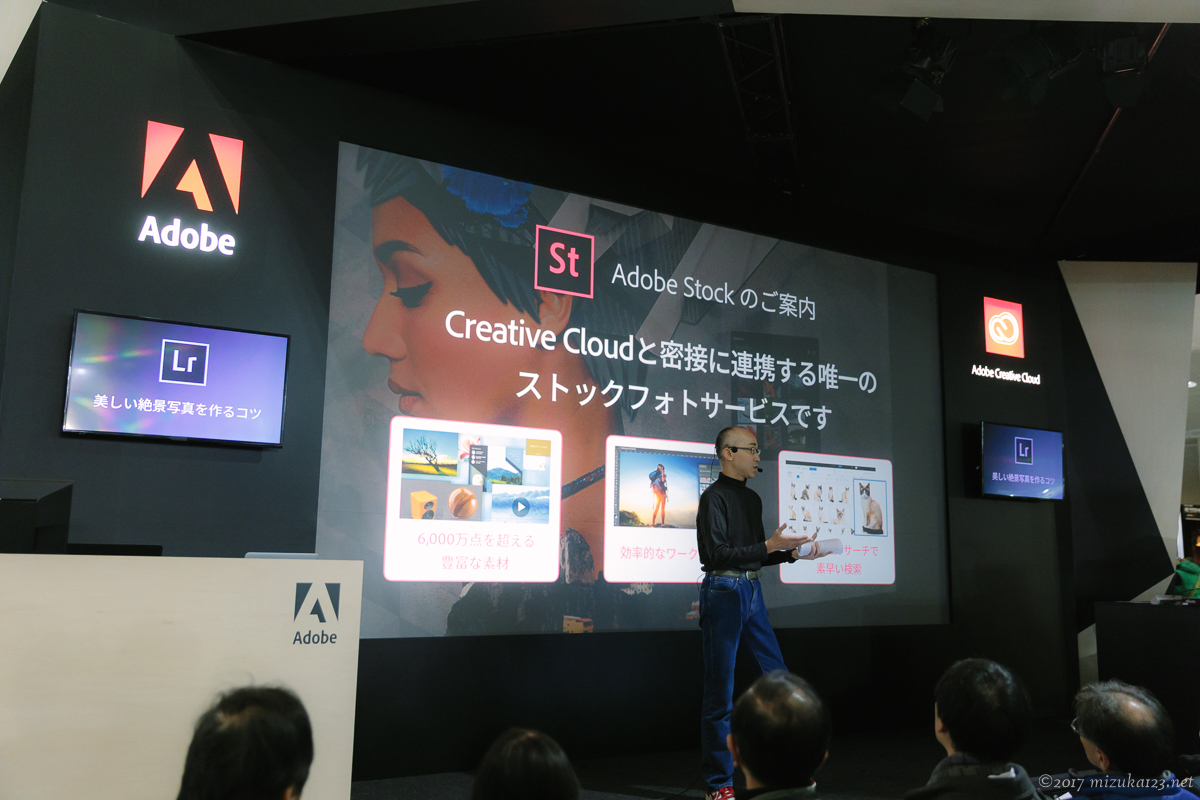 Adobe
Lr
美しい絶景写真を作るコツ
St
Adobe Stock のご案内
Creative Cloudと密接に連携する唯一の
ストックフォトサービスです
6,000万点を超える
豊富な素材
効率的なワーク
サーチで
素早い検索
Adobe Creative Cloud
Lr
美しい絶景写真を作るコツ
Adobe
©2017 mizuka123.net